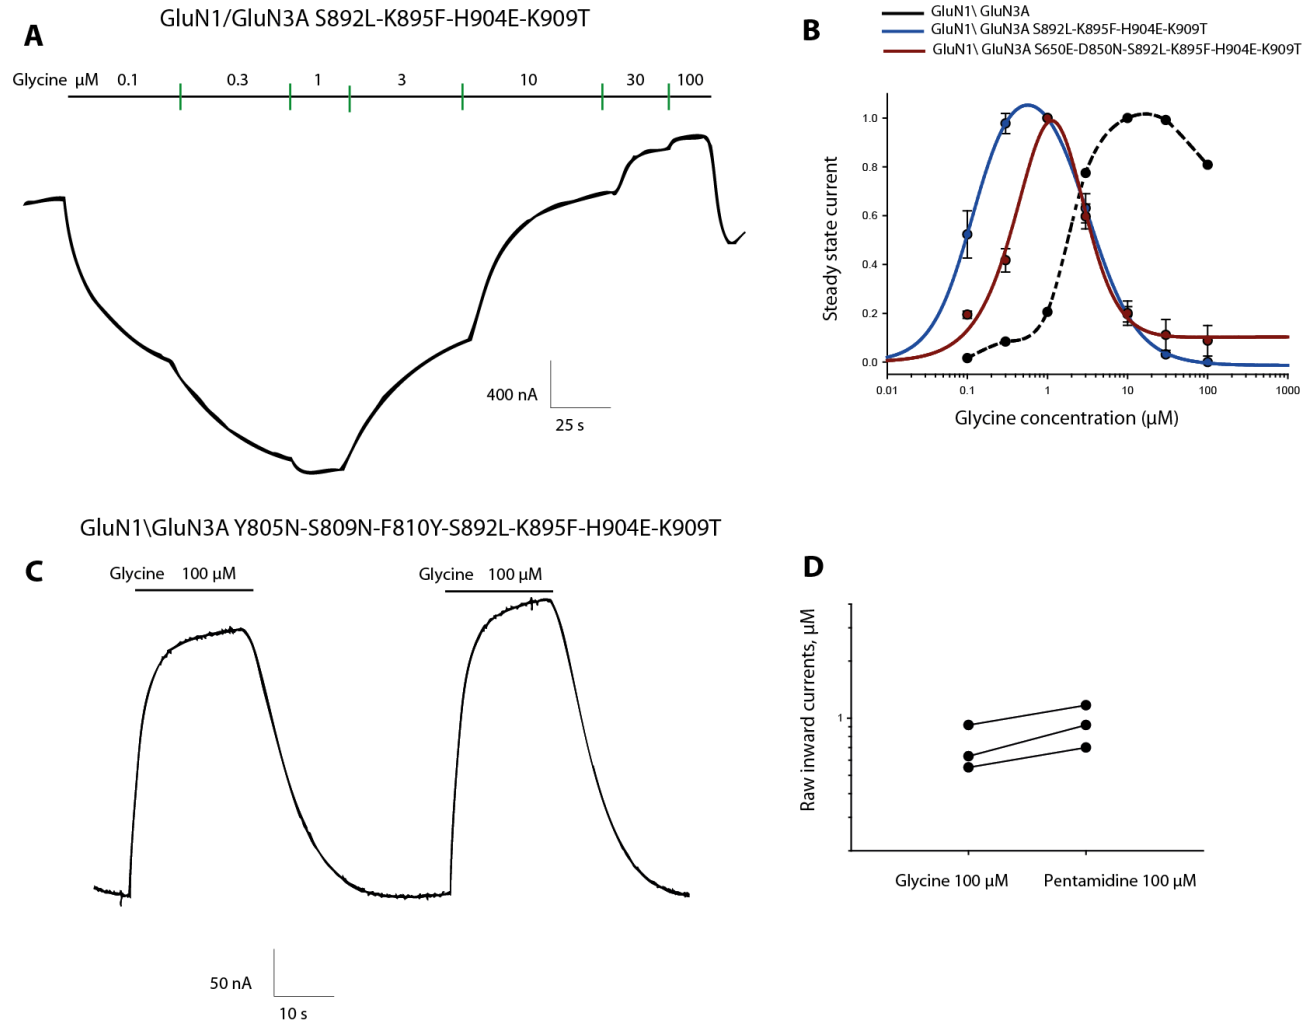 GluN1/GluN3A S892L-K895F-H904E-K909T
A
Glycine µM 0.1 0.3 1 3 10 30 100
400 nA
25 s
B
GluN1\ GluN3A
GluN1\ GluN3A S892L-K895F-H904E-K909T
GluN1\ GluN3A S650E-D850N-S892L-K895F-H904E-K909T
Steady state current
1.0
0.8
0.6
0.4
0.2
0.0
0.01 0.1 1 10 100 1000
Glycine concentration (µM)
GluN1\GluN3A Y805N-S809N-F810Y-S892L-K895F-H904E-K909T
C
Glycine 100 µM
Glycine 100 µM
50 nA
10 s
D
Raw inward currents, µM
1
Glycine 100 µM
Pentamidine 100 µM